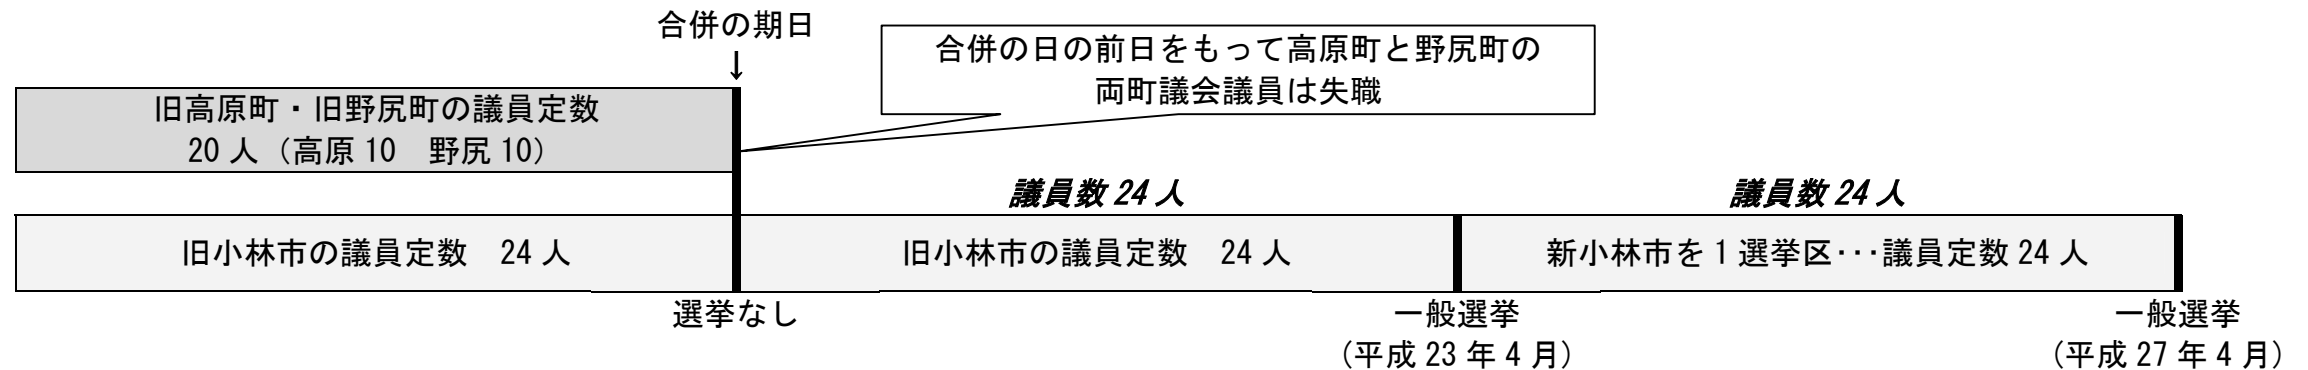 合併の期日
↓
合併の日の前日をもって高原町と野尻町の
両町議会議員は失職
旧高原町・旧野尻町の議員定数
20人（高原10　野尻10）
議員数24人
議員数24人
旧小林市の議員定数　24人
旧小林市の議員定数　24人
新小林市を1選挙区･･･議員定数24人
選挙なし
一般選挙
（平成23年4月）
一般選挙
（平成27年4月）